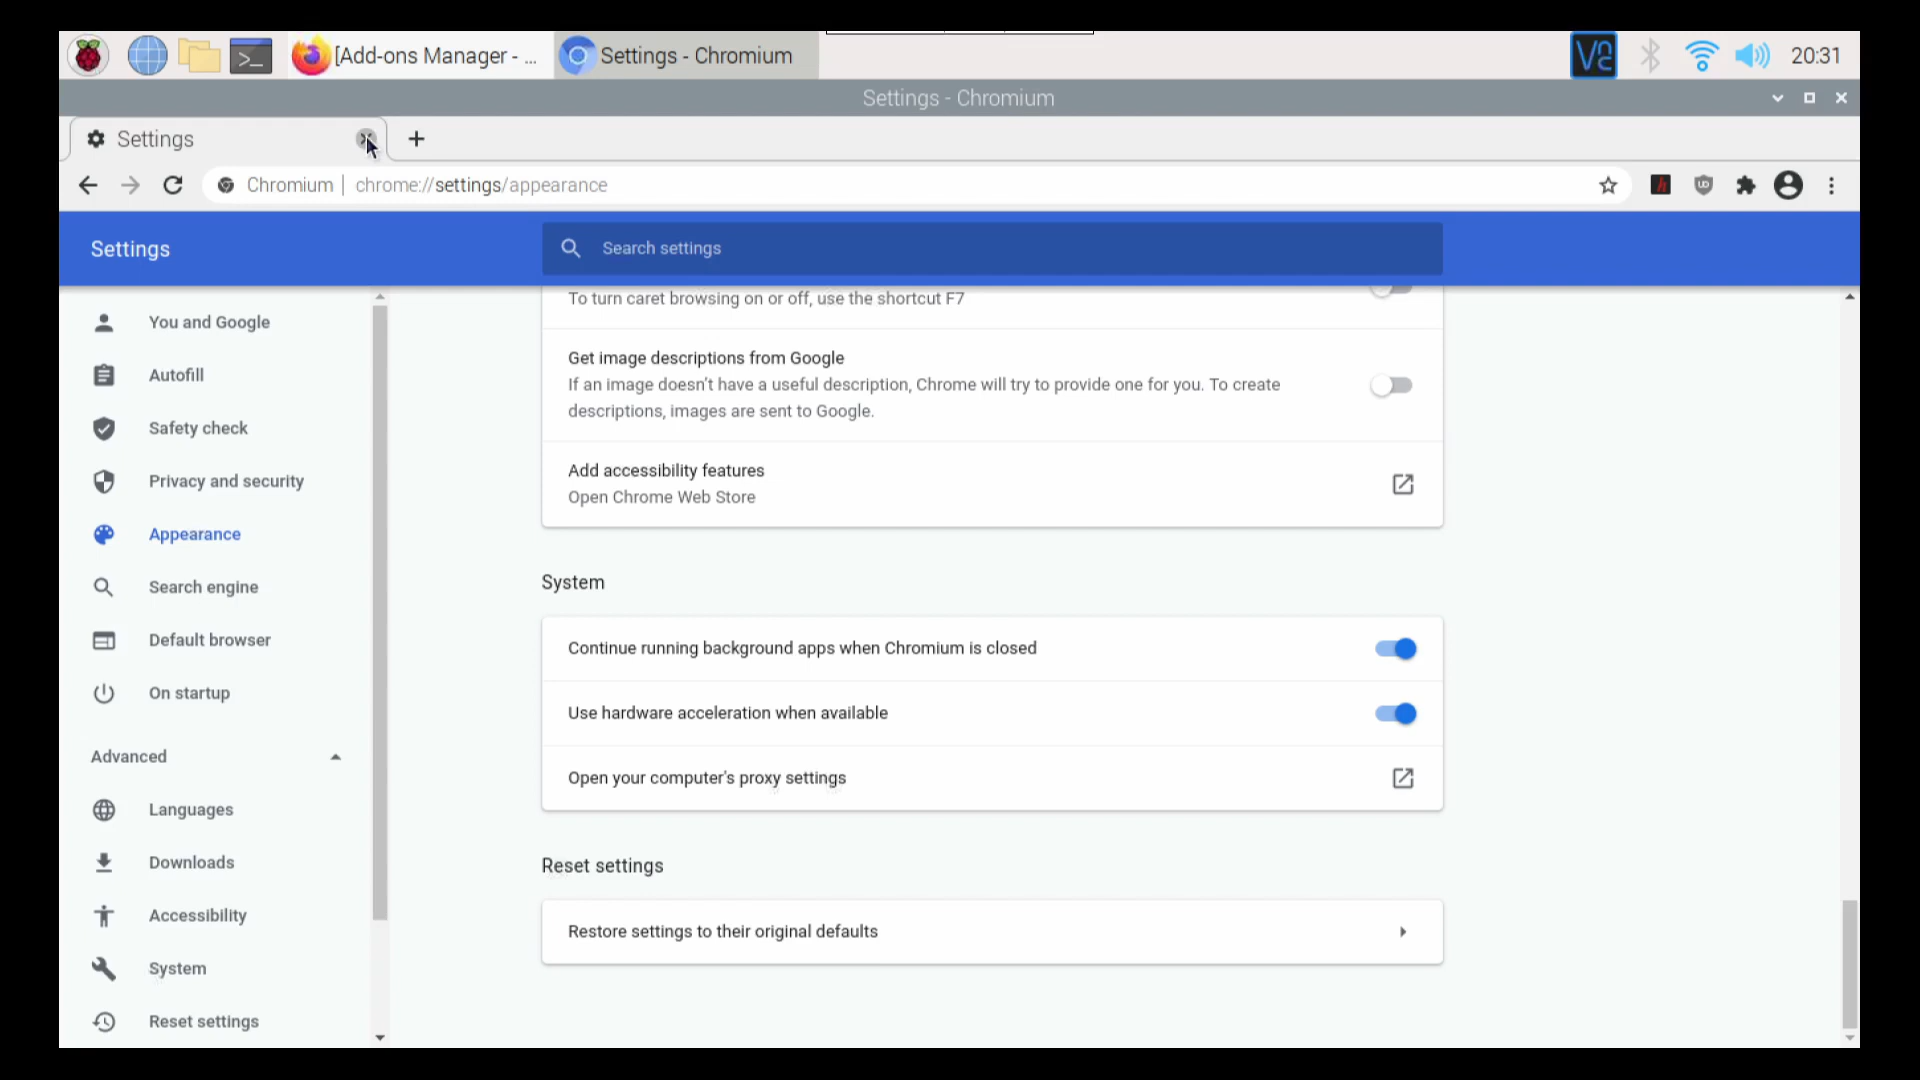 [Add-ons Manager - ...
Settings - Chromium
20:31
Settings - Chromium
Settings
Chromium | chrome://settings/appearance
Settings
Search settings
You and Google
Autofill
Safety check
Privacy and security
Appearance
Search engine
Default browser
On startup
Advanced
Languages
Downloads
Accessibility
System
Reset settings
To turn caret browsing on or off, use the shortcut F7
Get image descriptions from Google
If an image doesn't have a useful description, Chrome will try to provide one for you. To create
descriptions, images are sent to Google.
Add accessibility features
Open Chrome Web Store
System
Continue running background apps when Chromium is closed
Use hardware acceleration when available
Open your computer's proxy settings
Reset settings
Restore settings to their original defaults